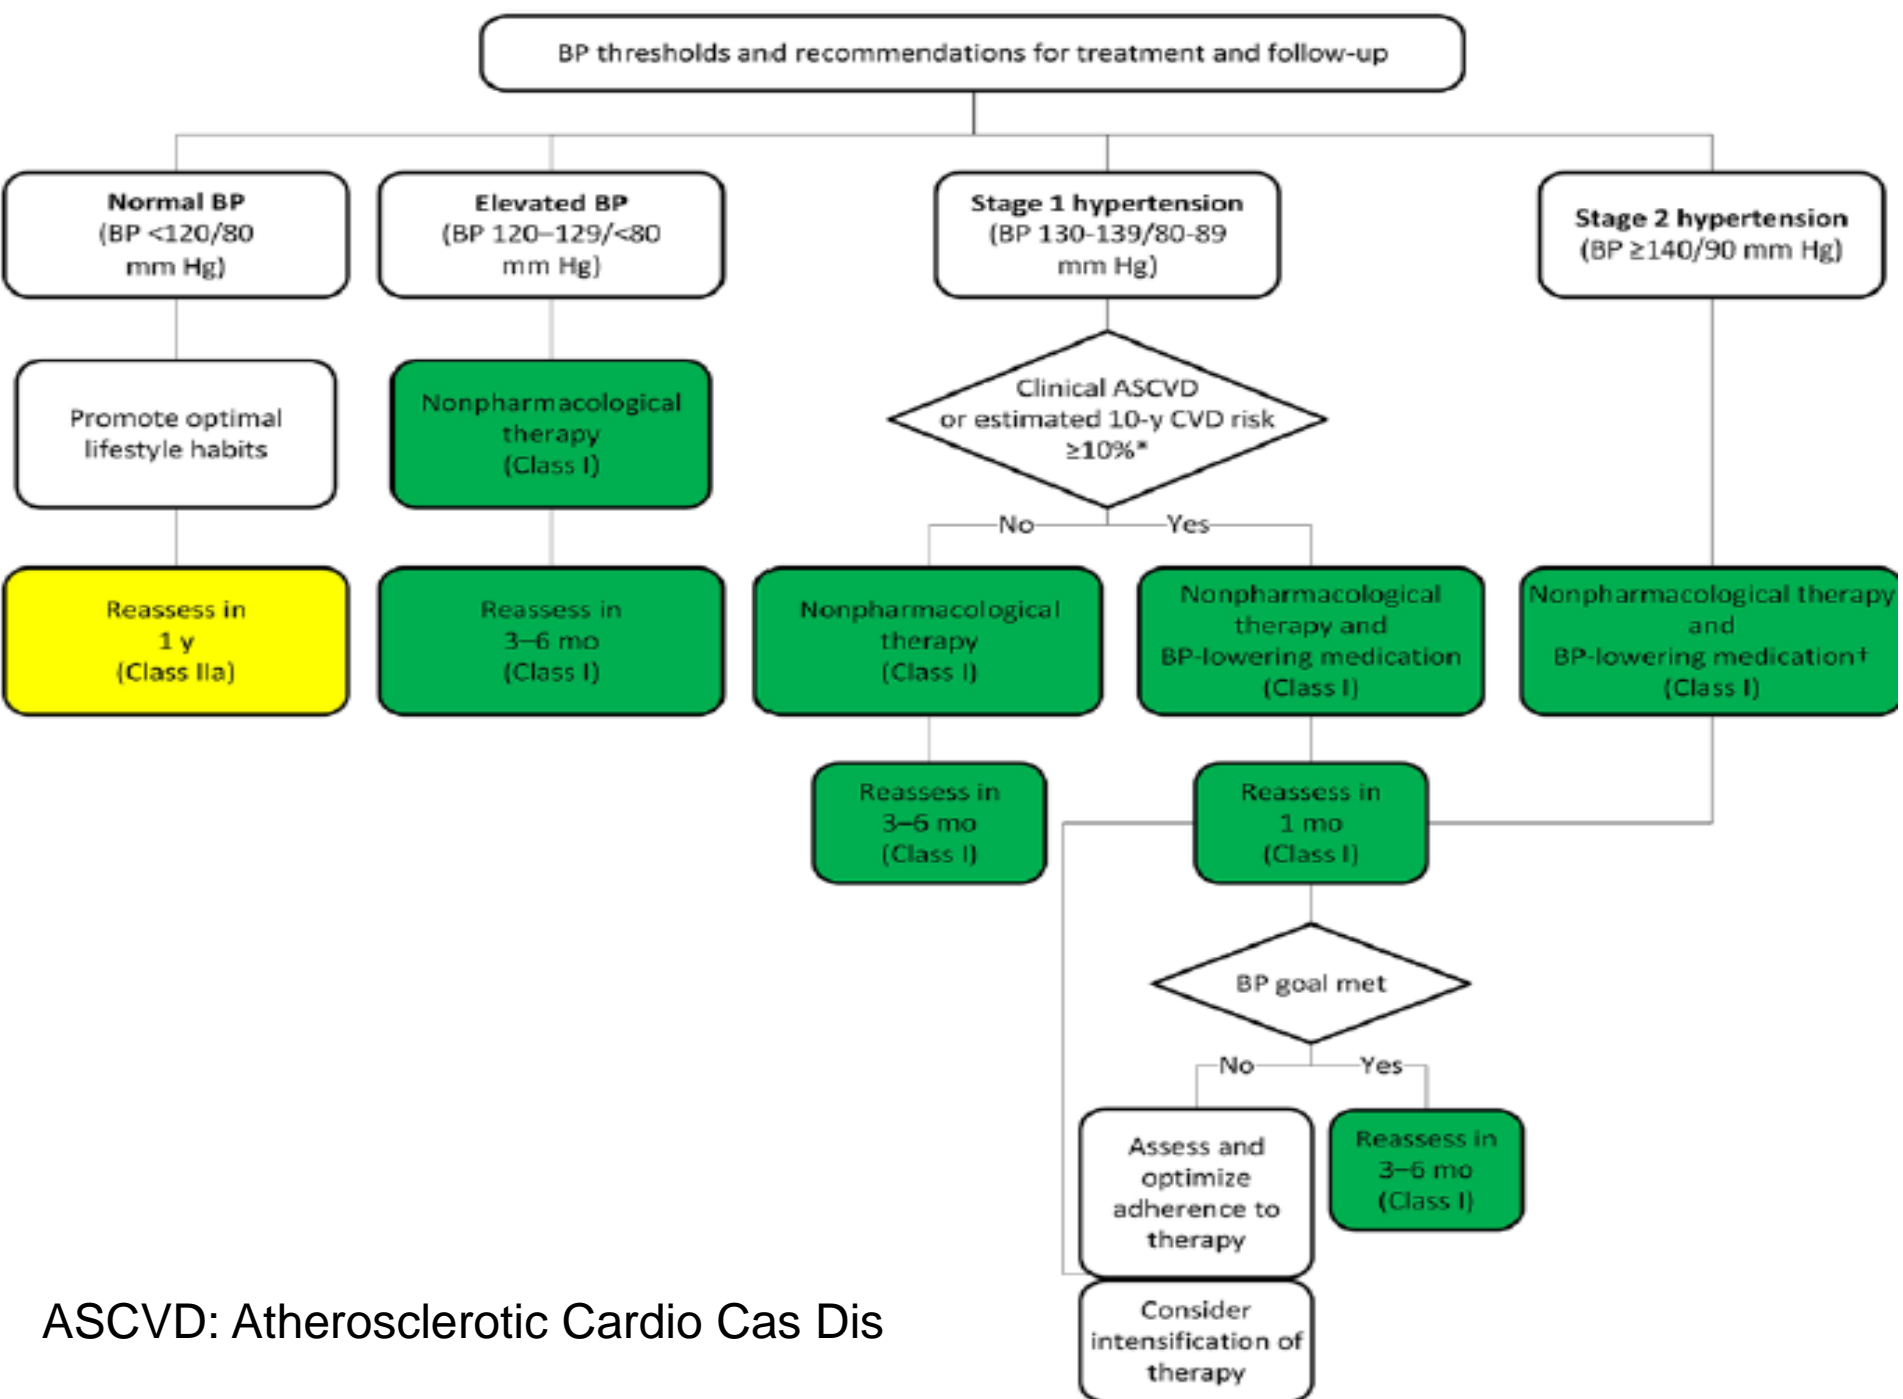 BP thresholds and recommendations for treatment and follow-up
Normal BP
(BP <120/80
mm Hg)
Elevated BP
(BP 120–129/<80
mm Hg)
Stage 1 hypertension
(BP 130-139/80-89
mm Hg)
Stage 2 hypertension
(BP ≥140/90 mm Hg)
Promote optimal
lifestyle habits
Nonpharmacological
therapy
(Class I)
Clinical ASCVD
or estimated 10-y CVD risk
≥10%*
No
Yes
Reassess in
1 y
(Class IIa)
Reassess in
3–6 mo
(Class I)
Nonpharmacological
therapy
(Class I)
Nonpharmacological
therapy and
BP-lowering medication
(Class I)
Nonpharmacological therapy
and
BP-lowering medication†
(Class I)
Reassess in
3–6 mo
(Class I)
Reassess in
1 mo
(Class I)
BP goal met
No
Yes
Assess and
optimize
adherence to
therapy
Reassess in
3–6 mo
(Class I)
Consider
intensification of
therapy
ASCVD: Atherosclerotic Cardio Cas Dis